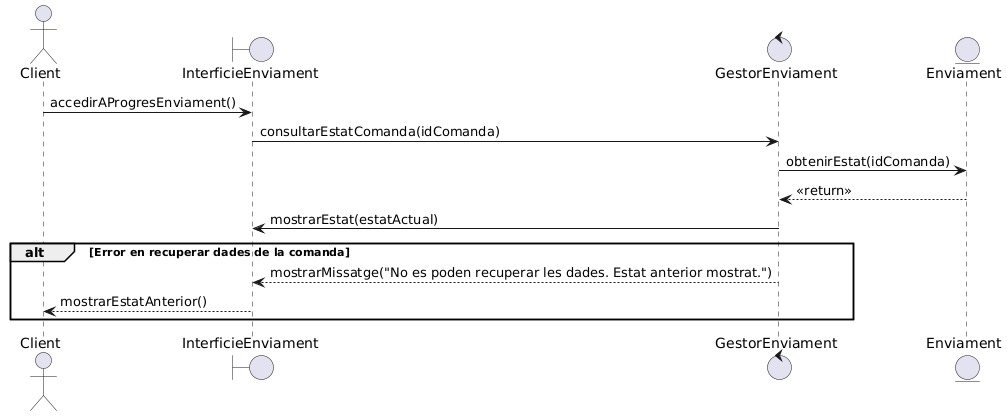 Client
InterficieEnviament
GestorEnviament
Enviament
accedirAProgresEnviament()
consultarEstatComanda(idComanda)
obtenirEstat(idComanda)
«return»
mostrarEstat(estatActual)
alt [Error en recuperar dades de la comanda]
mostrarMissatge("No es poden recuperar les dades. Estat anterior mostrat.")
mostrarEstatAnterior()
Client
InterficieEnviament
GestorEnviament
Enviament